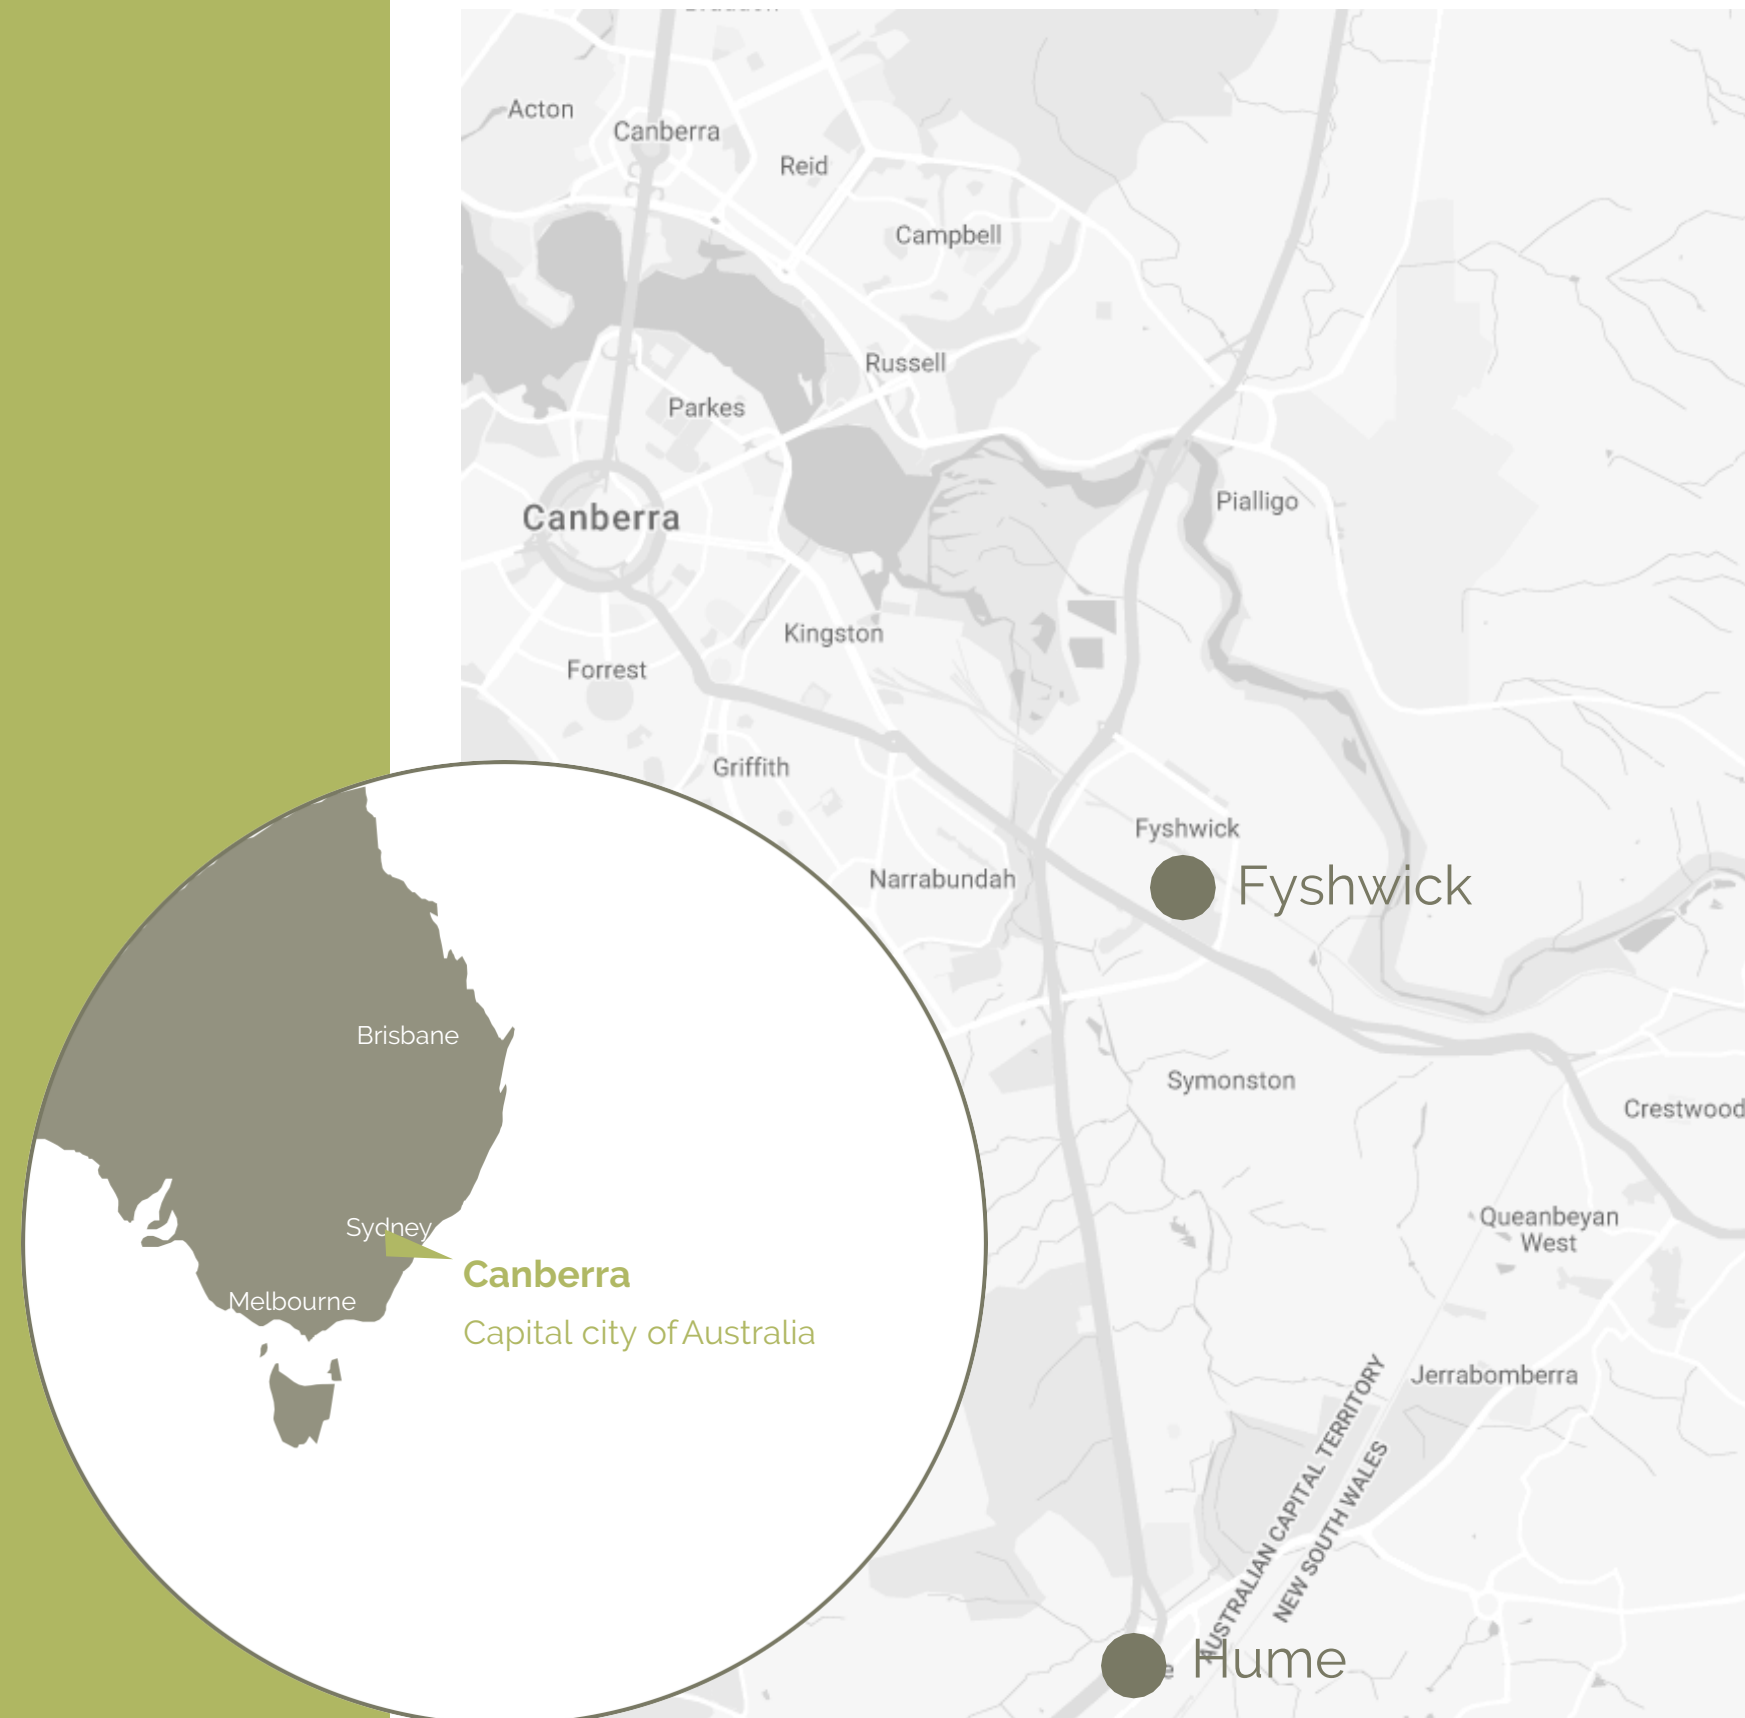 Acton
Canberra
Reid
Campbell
Russell
Parkes
Pialligo
Canberra
Kingston
Forrest
Griffith
Fyshwick
Narrabundah
Fyshwick
Brisbane
Symonston
Crestwood
Sydney
Queanbeyan
West
Canberra
Melbourne
Capital city of Australia
Jerrabomberra
AUSTRALIAN CAPITAL TERRITORY
NEW SOUTH WALES
Hume